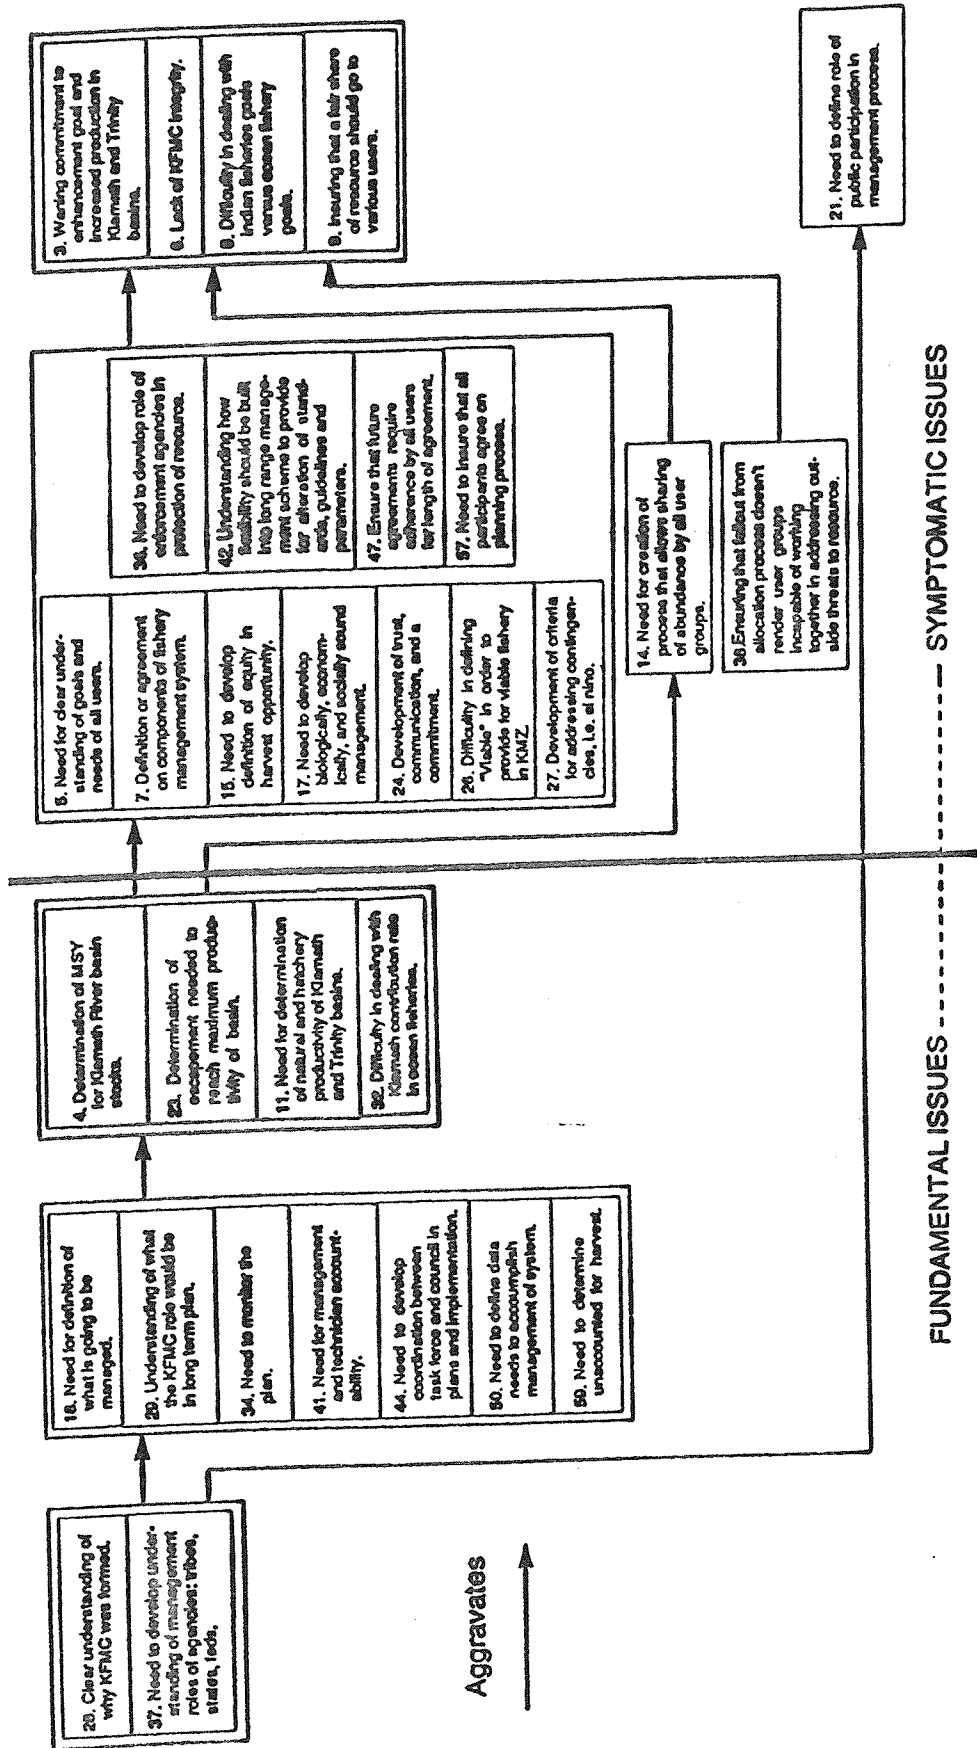 28. Clear understanding of
why KFMC was formed.
37. Need to develop under-
standing of management
roles of agencies: tribes,
states, feds.
18. Need for definition of
what is going to be
managed.
29. Understanding of what
the KFMC role would be
in long term plan.
34. Need to monitor the
plan.
41. Need for management
and technician account-
ability.
44. Need to develop
coordination between
task force and council in
plans and implementation.
50. Need to define data
needs to accomplish
management of system.
59. Need to determine
unaccounted for harvest.
4. Determination of MSY
for Klamath River basin
stocks.
23. Determination of
escapement needed to
reach maximum produc-
tivity of basin.
11. Need for determination
of natural and hatchery
productivity of Klamath
and Trinity basins.
32. Difficulty in dealing with
Klamath contribution rate
in ocean fisheries.
5. Need for clear under-
standing of goals and
needs of all users.
7. Definition or agreement
on components of fishery
management system.
15. Need to develop
definition of equity in
harvest opportunity.
17. Need to develop
biologically, econom-
ically, and socially sound
management.
24. Development of trust,
communication, and a
commitment.
26. Difficulty in defining
"Viable" in order to
provide for viable fishery
in KMZ.
27. Development of criteria
for addressing contingen-
cies, i.e. el nino.
Need to develop role of
enforcement agencies in
protection of resource.
42. Understanding how
flexibility should be built
into long range manage-
ment scheme to provide
for alteration of stand-
ards, guidelines and
parameters.
47. Ensure that future
agreements require
adherence by all users
for length of agreement.
57. Need to insure that all
participants agree on
planning process.
14. Need for creation of
process that allows sharing
of abundance by all user
groups.
36. Ensuring that fallout from
allocation process doesn't
render user groups
incapable of working
together in addressing out-
side threats to resource.
3. Waning commitment to
enhancement goal and
increased production in
Klamath and Trinity
basins.
Lack of KFMC integrity.
Difficulty in dealing with
Indian fisheries goals
versus ocean fishery
goals.
9. Insuring that a fair share
of resource should go to
various users.
21. Need to define role of
public participation in
management process.
Aggravates
FUNDAMENTAL ISSUES - - - - - - - - - - - - SYMPTOMATIC ISSUES